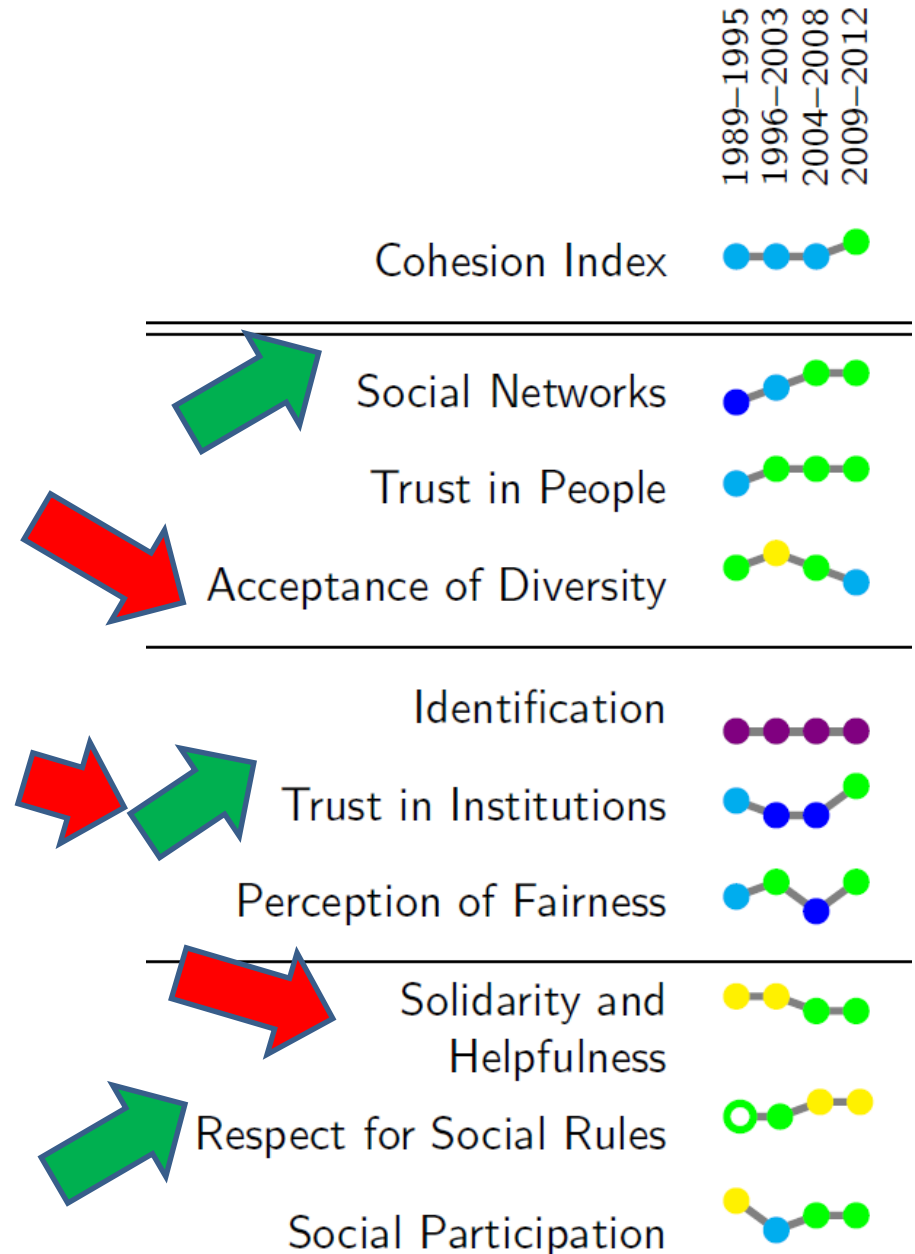 1989–1995
1996–2003
2004–2008
2009–2012
Cohesion Index
Social Networks
Trust in People
Acceptance of Diversity
Identification
Trust in Institutions
Perception of Fairness
Solidarity and
Helpfulness
Respect for Social Rules
Social Participation